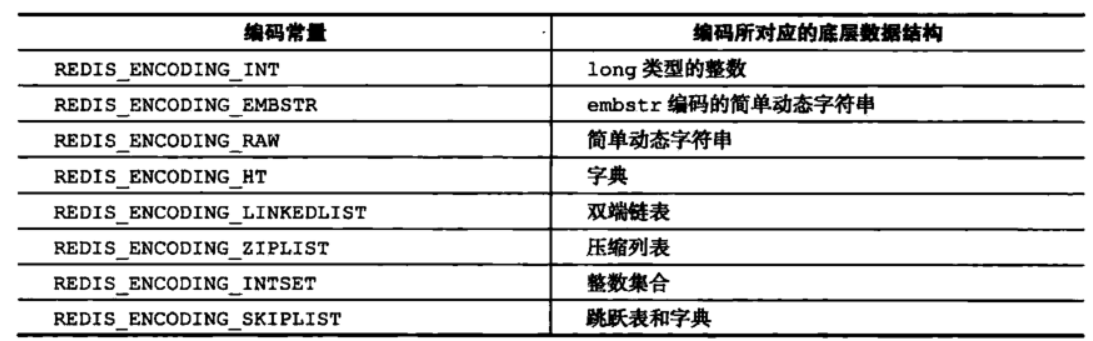 编码常量 编码所对应的底层数据结构
REDIS_ENCODING_INT long 类型的整数
REDIS_ENCODING_EMBSTR embstr 编码的简单动态字符串
REDIS_ENCODING_RAW 简单动态字符串
REDIS_ENCODING_HT 字典
REDIS_ENCODING_LINKEDLIST 双端链表
REDIS_ENCODING_ZIPLIST 压缩列表
REDIS_ENCODING_INTSET 整数集合
REDIS_ENCODING_SKIPLIST 跳跃表和字典